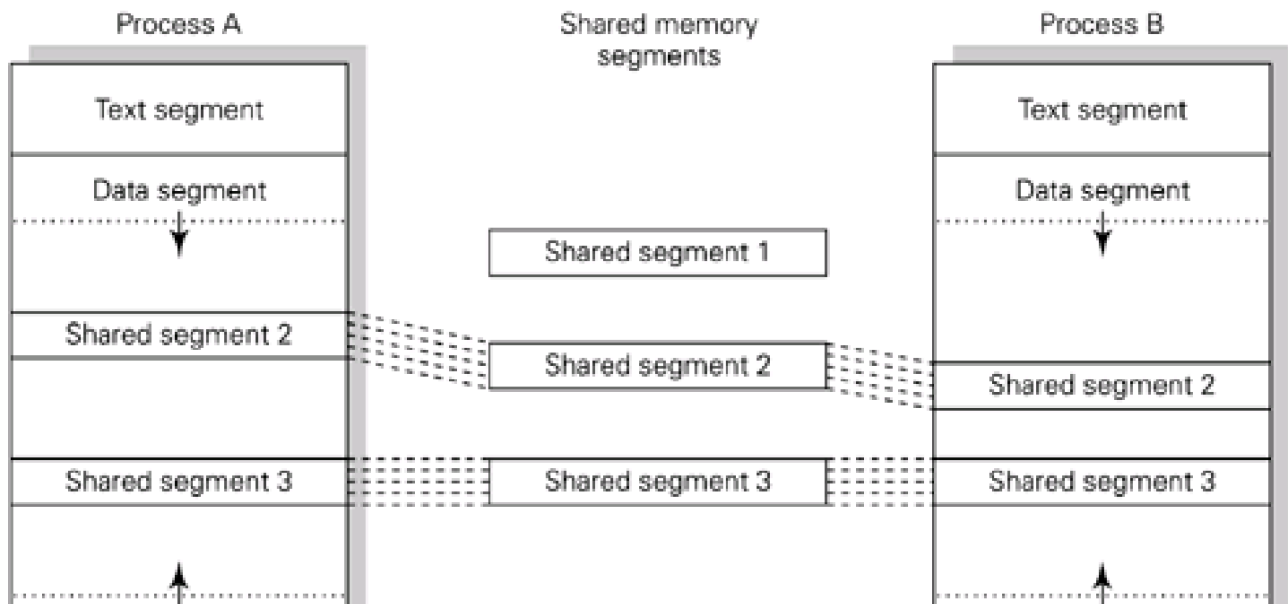 Process A
Shared memory
segments
Process B
Text segment
Text segment
Data segment
Data segment
Shared segment 1
Shared segment 2
Shared segment 2
Shared segment 2
Shared segment 3
Shared segment 3
Shared segment 3